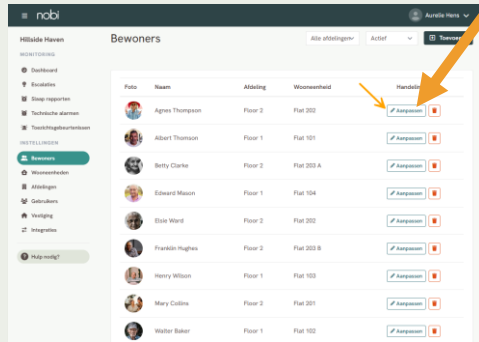 nobi
Aurelie Hens
Hillside Haven
MONITORING
Dashboard
Escalaties
Slaap rapporten
Technische alarmen
Toezichtsgebeurtenissen
INSTELLINGEN
Bewoners
Wooneenheden
Afdelingen
Gebruikers
Vestiging
Integraties
Hulp nodig?
Bewoners
Alle afdelingen
Actief
Foto Naam Afdeling Wooneenheid
Agnes Thompson Floor 2 Flat 202 Aanpassen
Albert Thomson Floor 1 Flat 101 Aanpassen
Betty Clarke Floor 2 Flat 203 A Aanpassen
Edward Mason Floor 1 Flat 104 Aanpassen
Elsie Ward Floor 2 Flat 202 Aanpassen
Franklin Hughes Floor 2 Flat 203 B Aanpassen
Henry Wilson Floor 1 Flat 103 Aanpassen
Mary Collins Floor 2 Flat 201 Aanpassen
Walter Baker Floor 1 Flat 102 Aanpassen